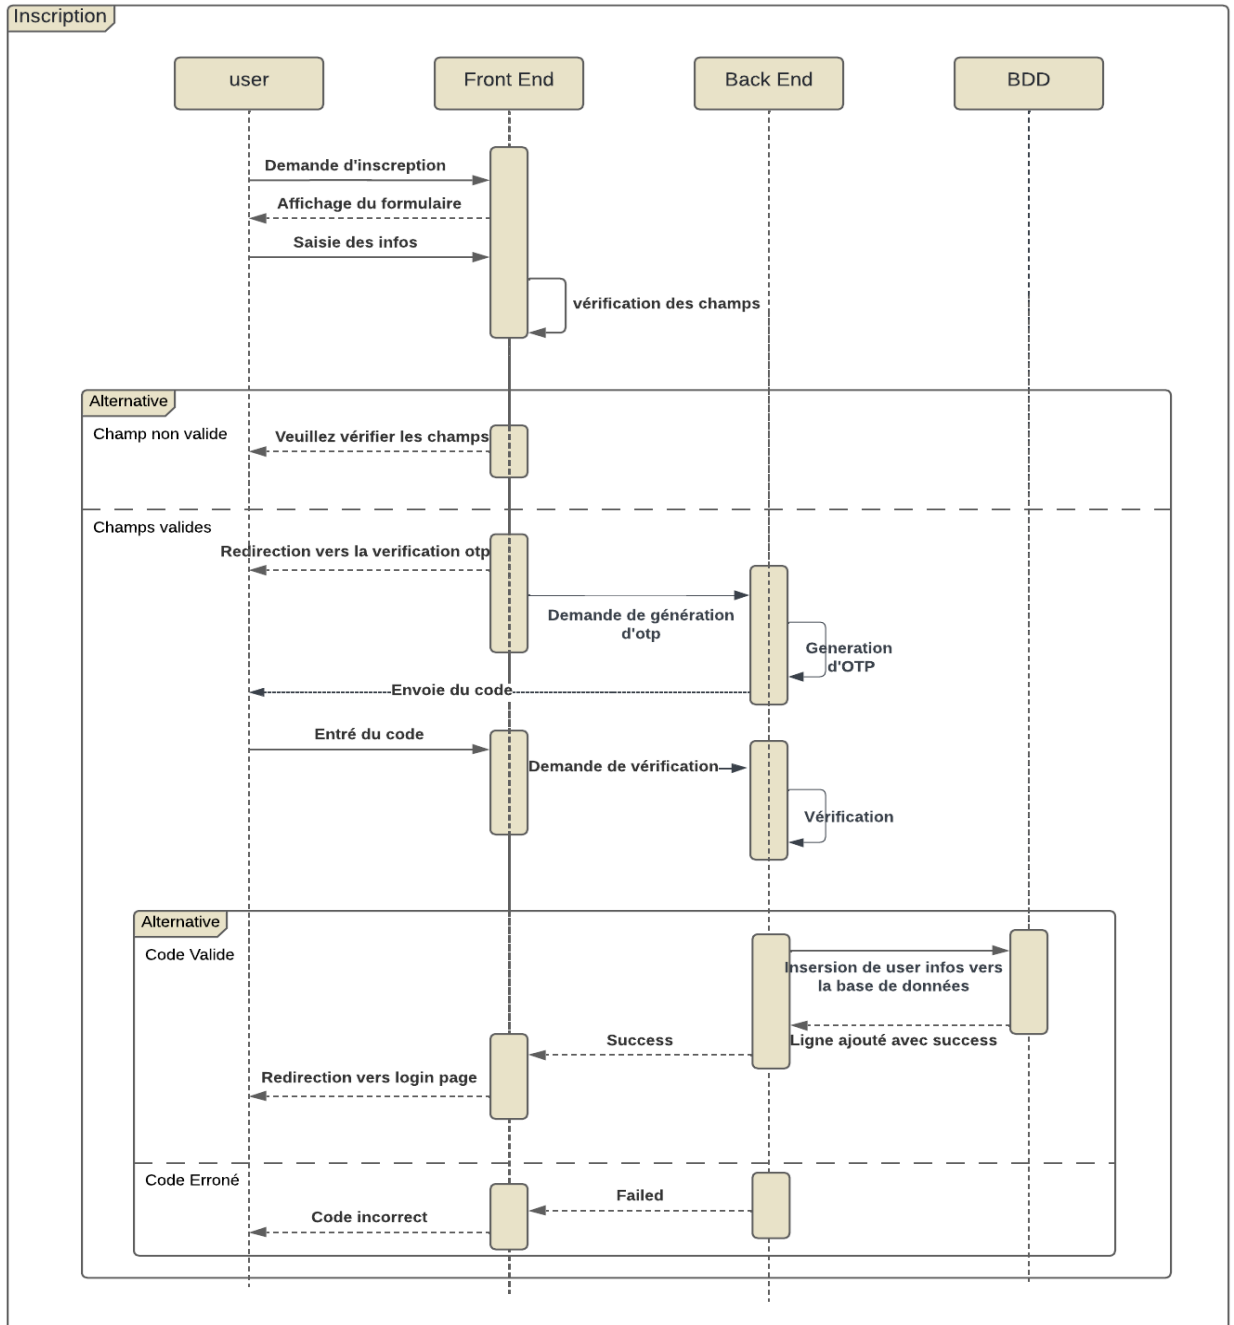 Inscription
user
Front End
Back End
BDD
Demande d'inscreption
Affichage du formulaire
Saisie des infos
vérification des champs
Alternative
Champ non valide
Veuillez vérifier les champs
Champs valides
Redirection vers la verification otp
Demande de génération
d'otp
Generation
d'OTP
Envoie du code
Entré du code
Demande de vérification
Vérification
Alternative
Code Valide
Insersion de user infos vers
la base de données
Ligne ajouté avec success
Success
Redirection vers login page
Code Erroné
Failed
Code incorrect